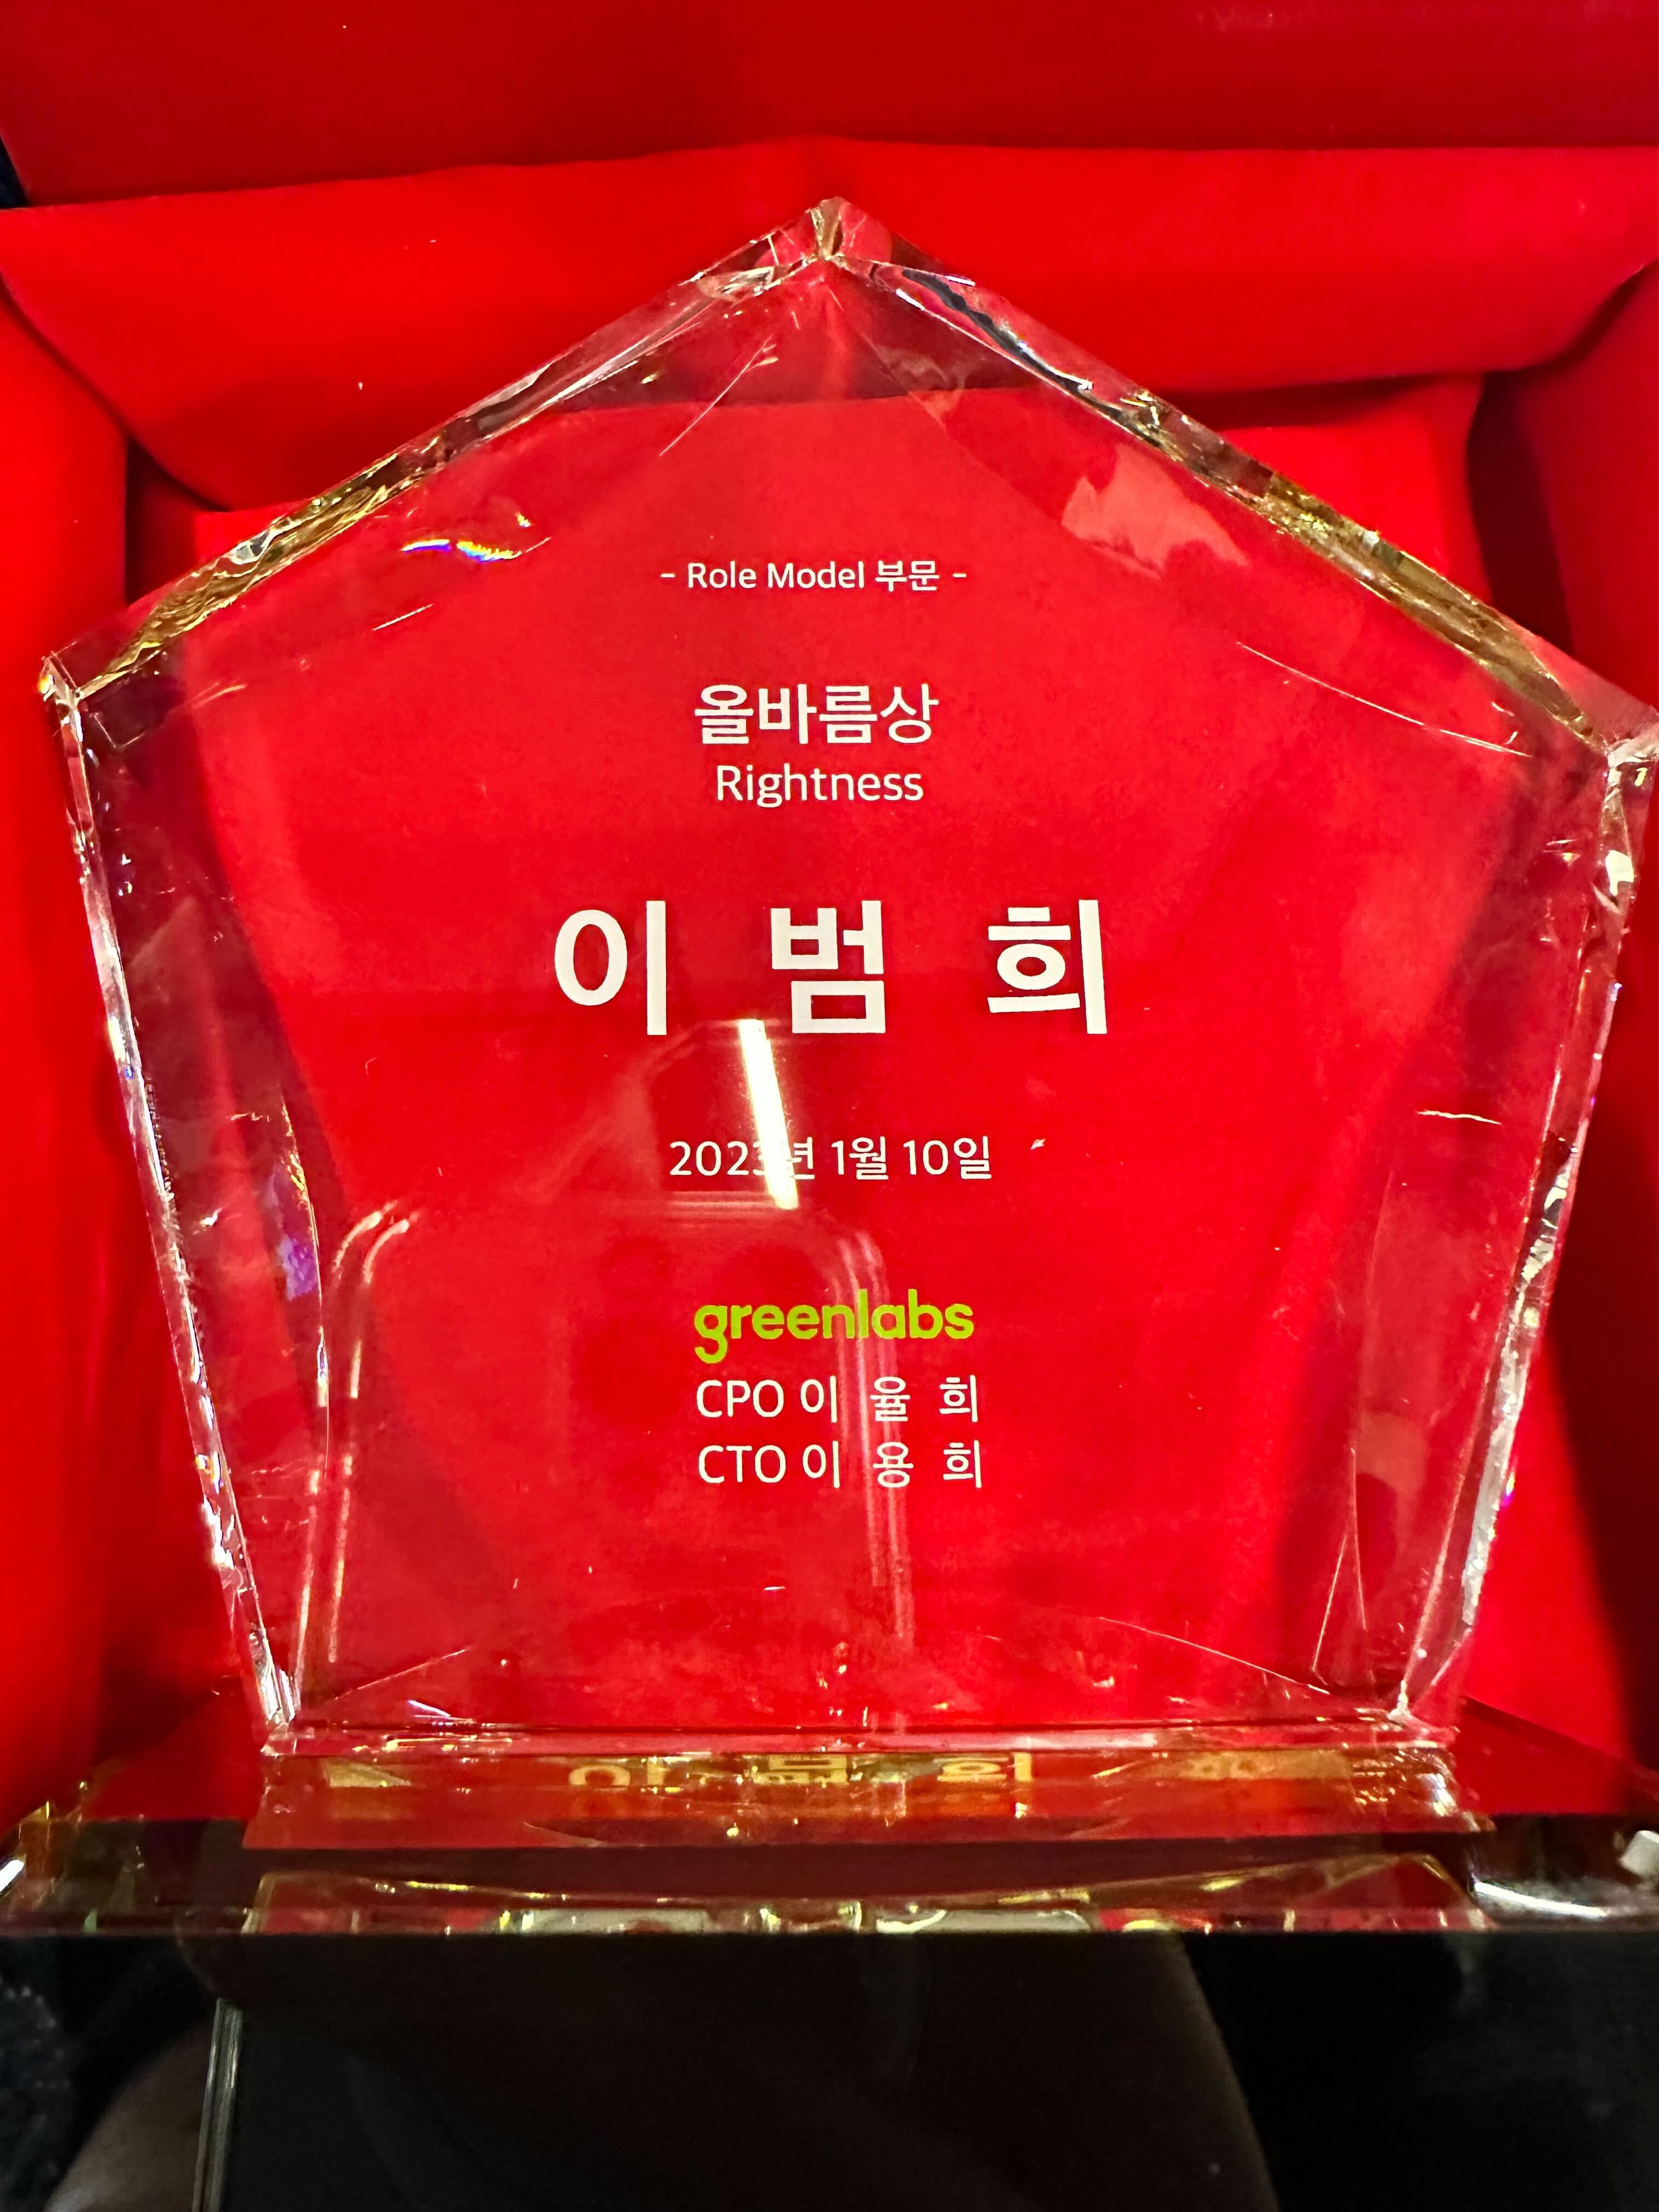 - Role Model 부문 -
올바름상
Rightness
이 범 희
2023년 1월 10일
greenlabs
CPO 이 율 희
CTO 이 용 희